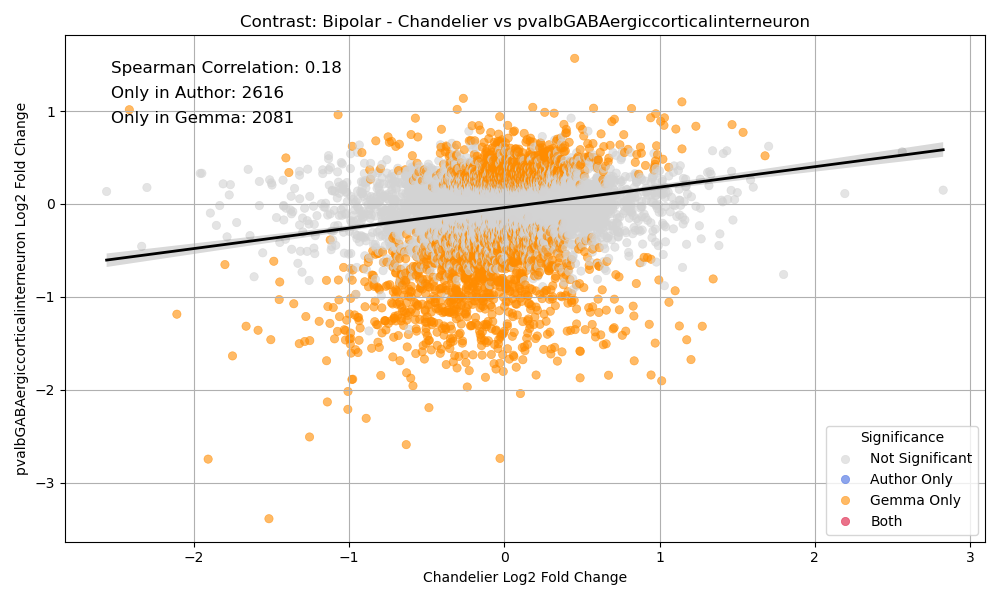 Contrast: Bipolar - Chandelier vs pvalbGABAergiccorticalinterneuron
Spearman Correlation: 0.18
Only in Author: 2616
Only in Gemma: 2081
pvalbGABAergiccorticalinterneuron Log2 Fold Change
1
0
−1
−2
−3
Significance
Not Significant
Author Only
Gemma Only
Both
−2
−1
0
1
2
3
Chandelier Log2 Fold Change